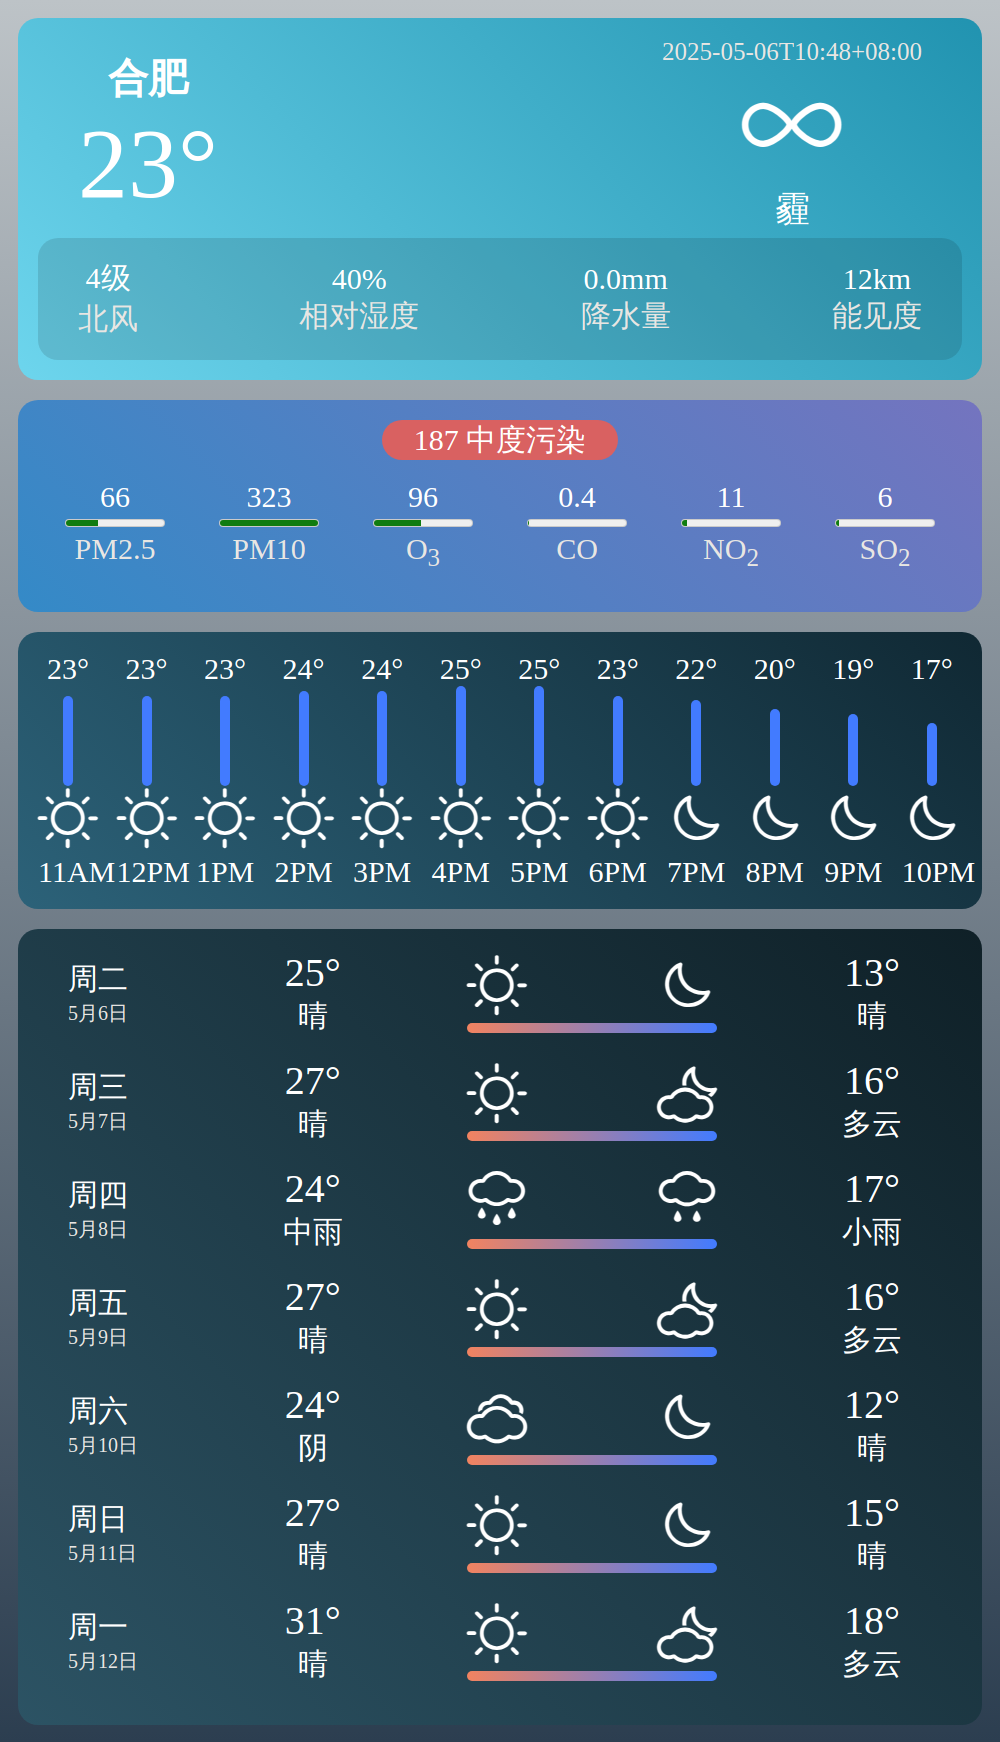 合肥
2025-05-06T10:48+08:00
23°
霾
4级 40% 0.0mm 12km
北风 相对湿度 降水量 能见度
187 中度污染
66 323 96 0.4 11 6
PM2.5 PM10 O3 CO NO2 SO2
23° 23° 23° 24° 24° 25° 25° 23° 22° 20° 19° 17°
11AM 12PM 1PM 2PM 3PM 4PM 5PM 6PM 7PM 8PM 9PM 10PM
周二 25° 13°
5月6日 晴 晴
周三 27° 16°
5月7日 晴 多云
周四 24° 17°
5月8日 中雨 小雨
周五 27° 16°
5月9日 晴 多云
周六 24° 12°
5月10日 阴 晴
周日 27° 15°
5月11日 晴 晴
周一 31° 18°
5月12日 晴 多云